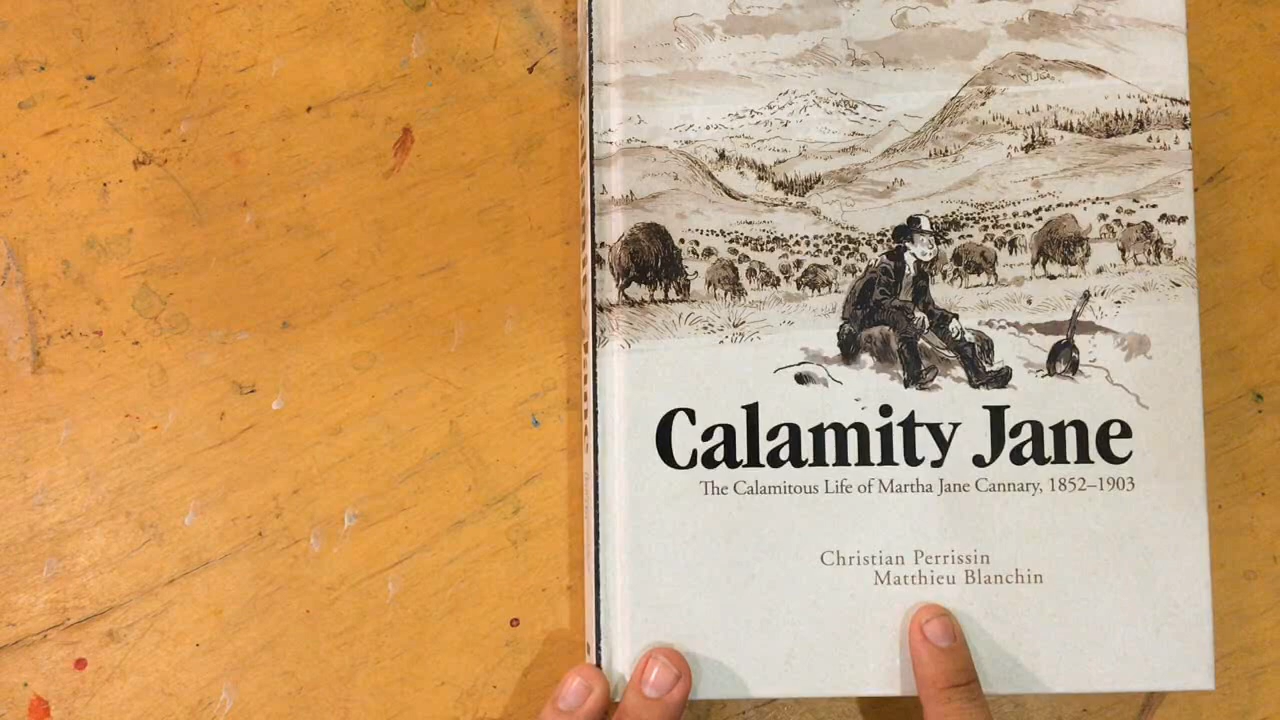 Calamity Jane
The Calamitous Life of Martha Jane Cannary, 1852–1903
Christian Perrissin
Matthieu Blanchin